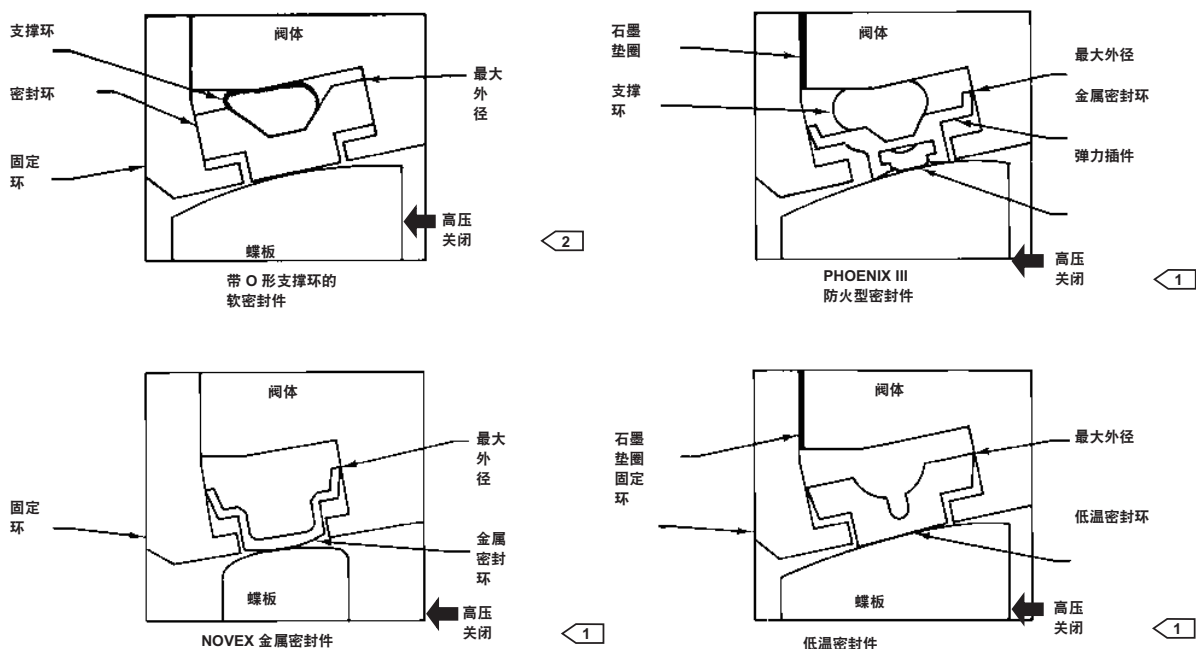 支撑环
密封环
固定
环
阀体
最大
外
径
高压
关闭
蝶板
2
带 O 形支撑环的
软密封件
石墨
垫圈
支撑
环
阀体
最大外径
金属密封环
弹力插件
高压
关闭
1
PHOENIX III
防火型密封件
固定
环
阀体
最大
外
径
金属
密封
环
蝶板
高压
关闭
1
NOVEX 金属密封件
石墨
垫圈
固定
环
阀体
最大外径
低温密封环
蝶板
高压
关闭
1
低温密封件